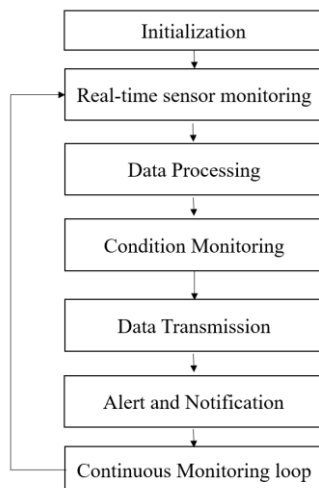 Initialization
Real-time sensor monitoring
Data Processing
Condition Monitoring
Data Transmission
Alert and Notification
Continuous Monitoring loop